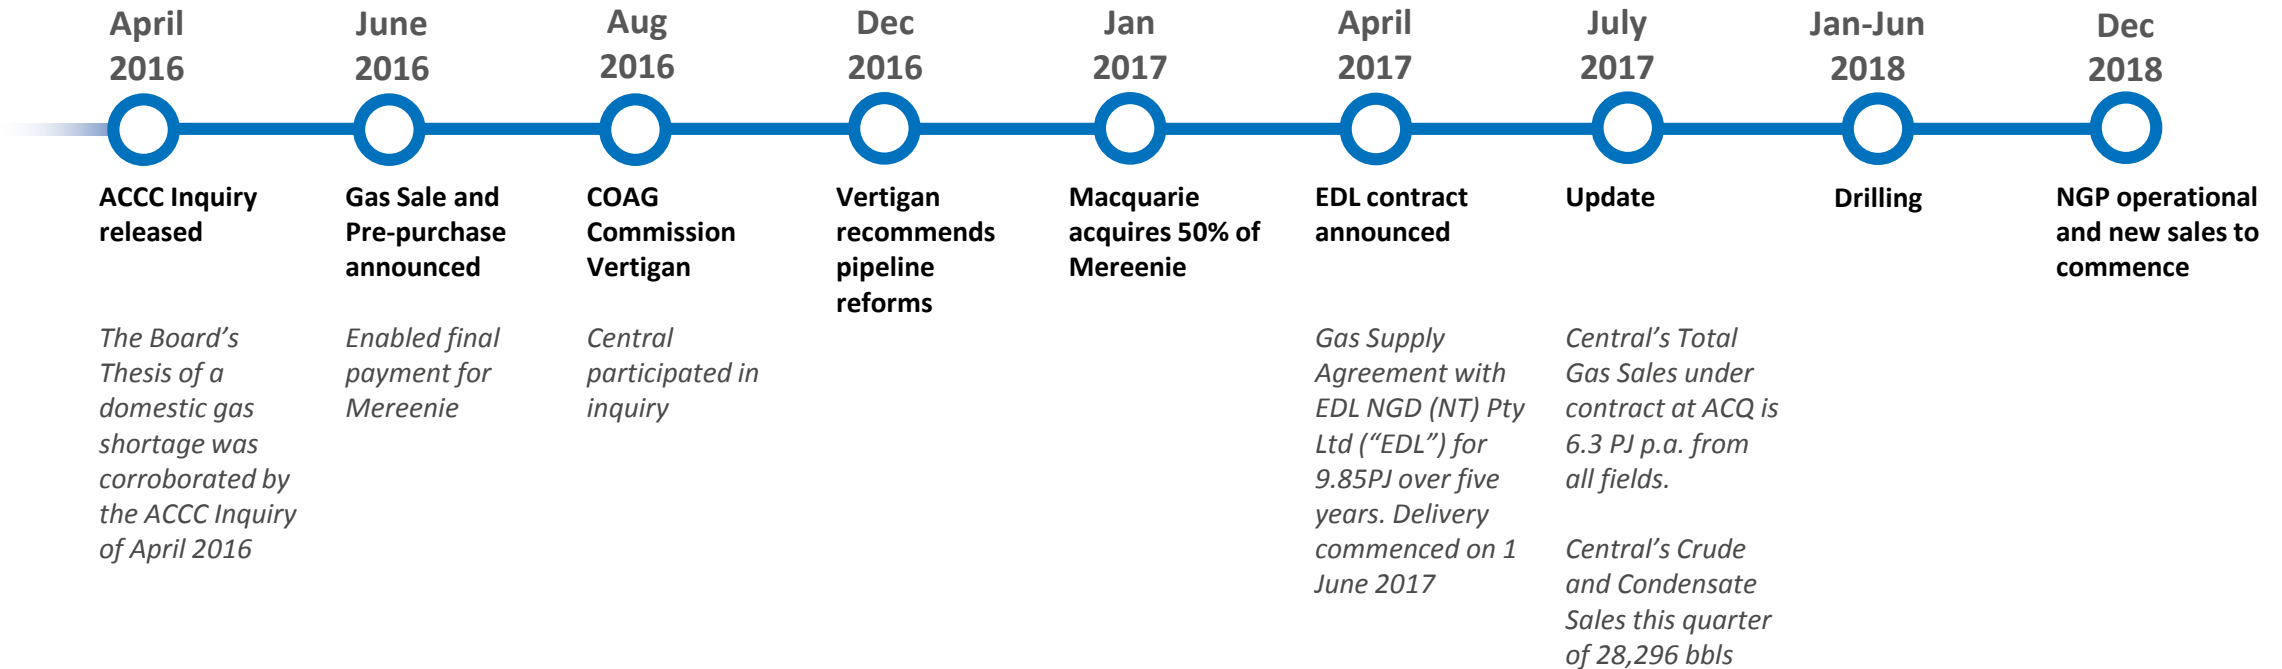 April
2016
June
2016
Aug
2016
Dec
2016
Jan
2017
April
2017
July
2017
Jan-Jun
2018
Dec
2018
ACCC Inquiry
released
The Board’s
Thesis of a
domestic gas
shortage was
corroborated by
the ACCC Inquiry
of April 2016
Gas Sale and
Pre-purchase
announced
Enabled final
payment for
Mereenie
COAG
Commission
Vertigan
Central
participated in
inquiry
Vertigan
recommends
pipeline
reforms
Macquarie
acquires 50% of
Mereenie
EDL contract
announced
Gas Supply
Agreement with
EDL NGD (NT) Pty
Ltd (“EDL”) for
9.85PJ over five
years. Delivery
commenced on 1
June 2017
Update
Central’s Total
Gas Sales under
contract at ACQ is
6.3 PJ p.a. from
all fields.
Central’s Crude
and Condensate
Sales this quarter
of 28,296 bbls
Drilling
NGP operational
and new sales to
commence